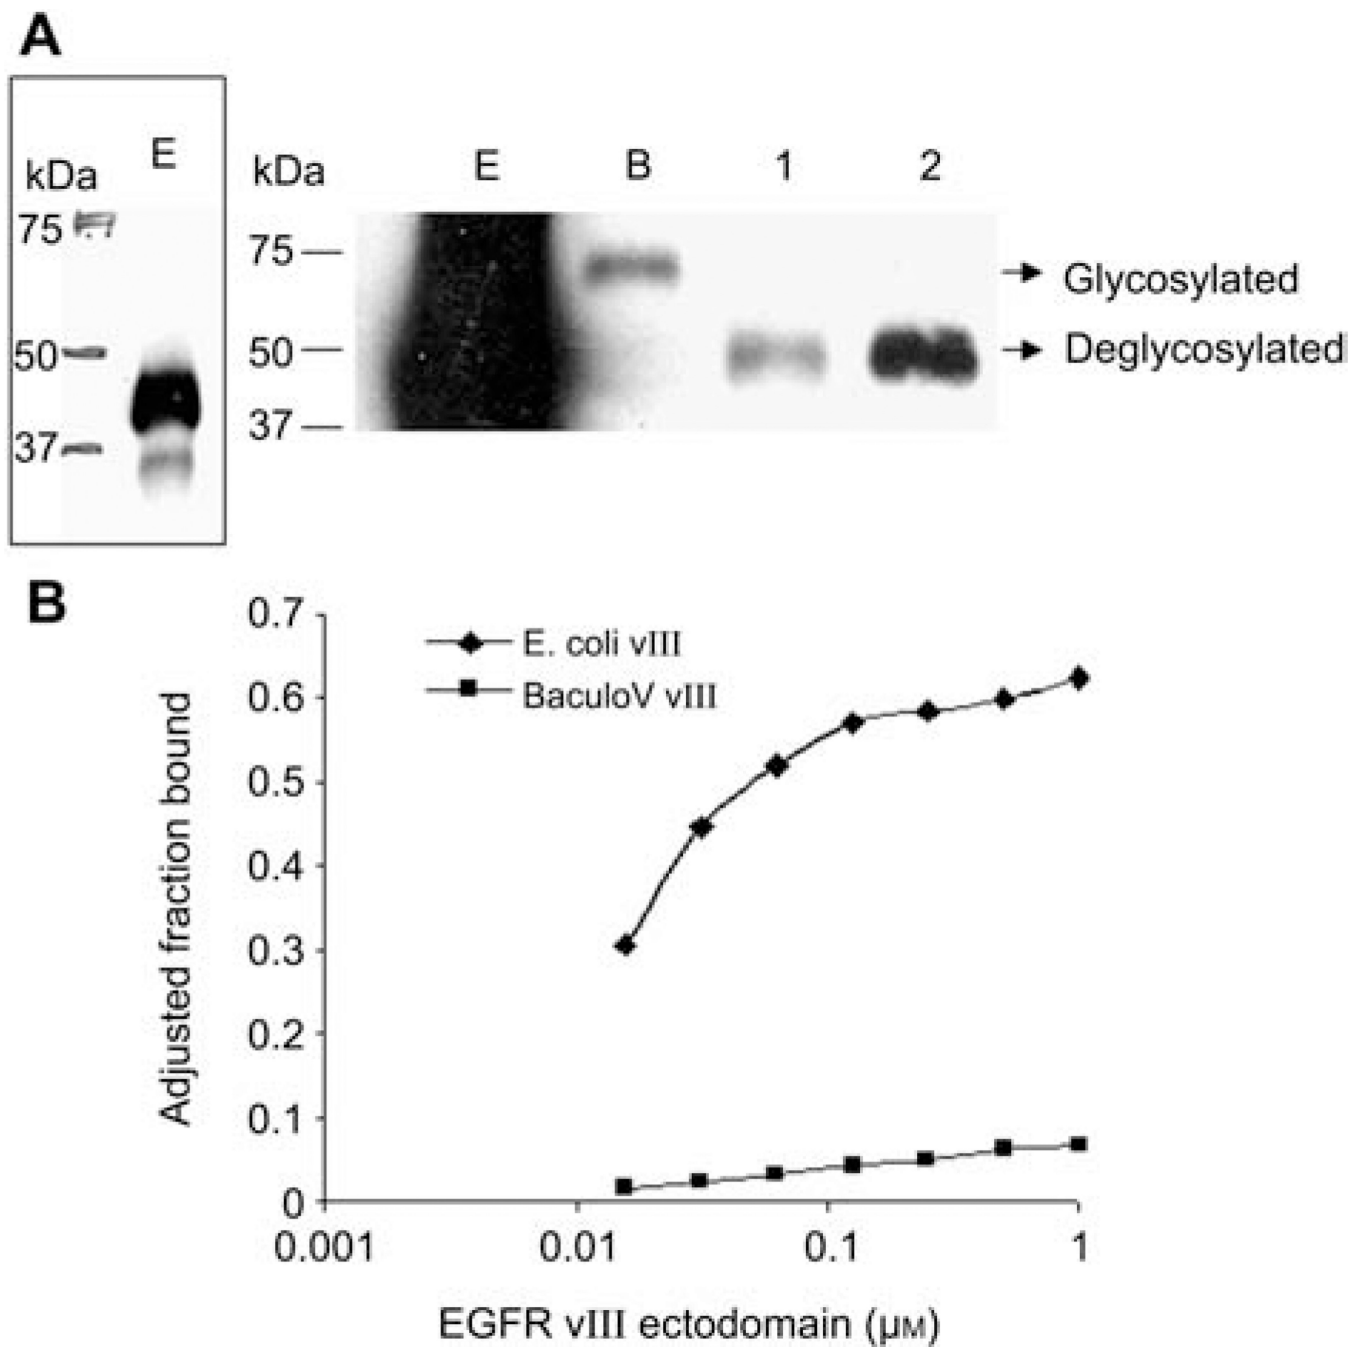 A
E
kDa
75
50
37
kDa E B 1 2
75
50
37
Glycosylated
Deglycosylated
B
0.7
0.6
0.5
0.4
0.3
0.2
0.1
0
E. coli vIII
BaculoV vIII
Adjusted fraction bound
0.001 0.01 0.1 1
EGFR vIII ectodomain (μM)